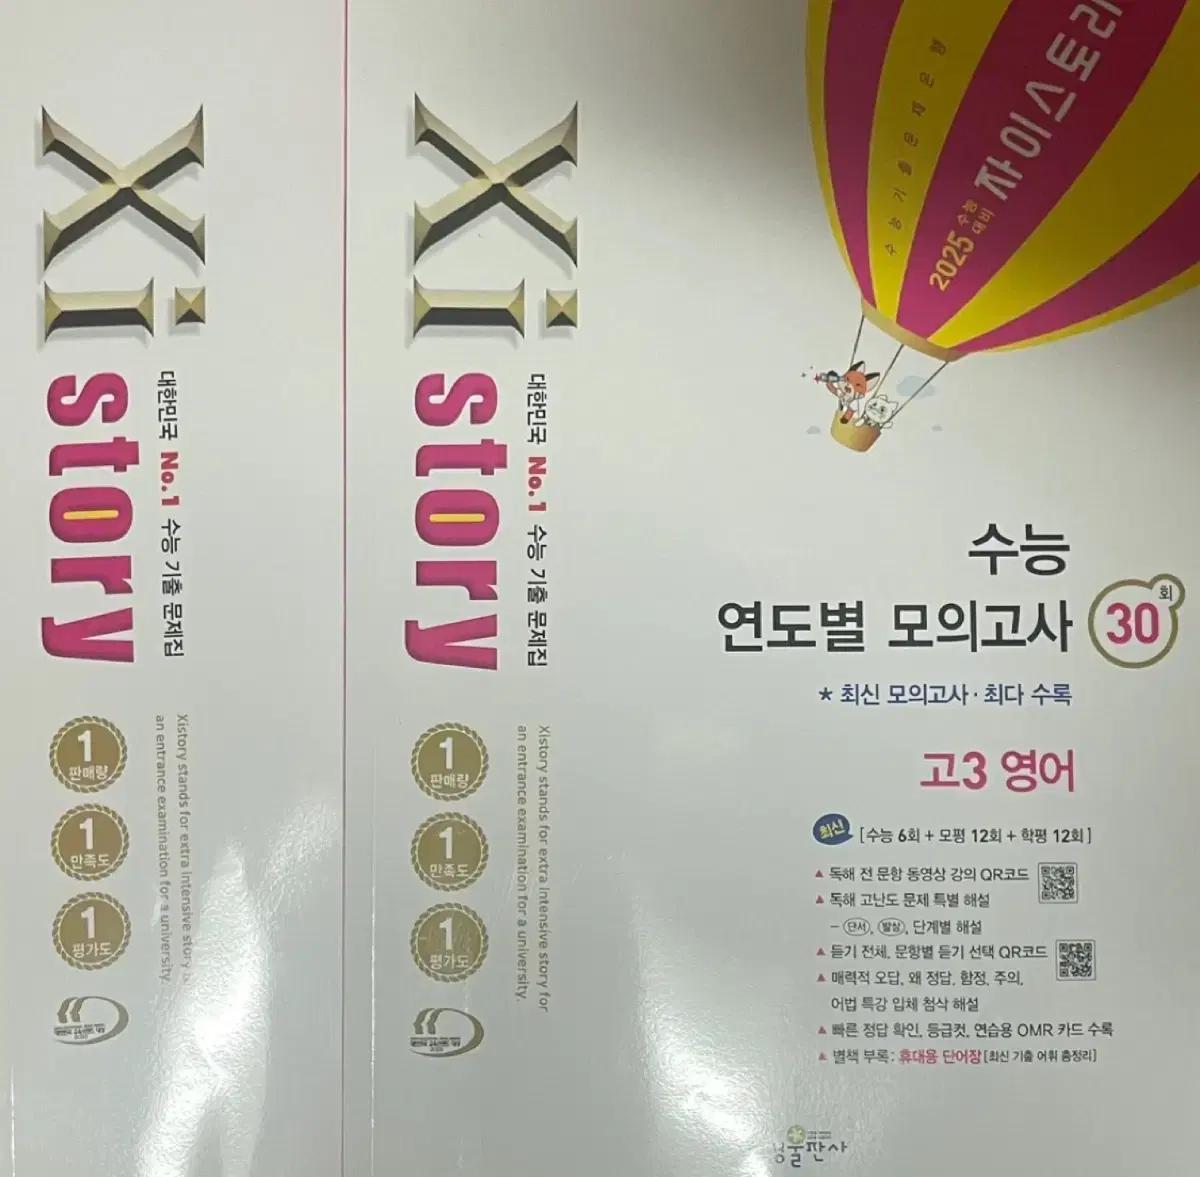 Xi
story
대한민국 No.1 수능 기출 문제집
1
판매량
1
만족도
1
평가도
Xistory stands for extra intensive story
an entrance examination for a university.
Xi
story
대한민국 No.1 수능 기출 문제집
1
판매량
1
만족도
1
평가도
Xistory stands for extra intensive story for
an entrance examination for a university.
수능 기출 문제은행
2025 수능 대비
자이스토리
수능
연도별 모의고사 30회
★ 최신 모의고사·최다 수록
고3 영어
최신 [수능 6회 + 모평 12회 + 학평 12회]
▲ 독해 전 문항 동영상 강의 QR코드
▲ 독해 고난도 문제 특별 해설
- 단서, 발상, 단계별 해설
▲ 듣기 전체, 문항별 듣기 선택 QR코드
▲ 매력적 오답, 왜 정답, 함정, 주의,
어법 특강 입체 첨삭 해설
▲ 빠른 정답 확인, 등급컷, 연습용 OMR 카드 수록
▲ 별책 부록: 휴대용 단어장 [최신 기출 어휘 총정리]